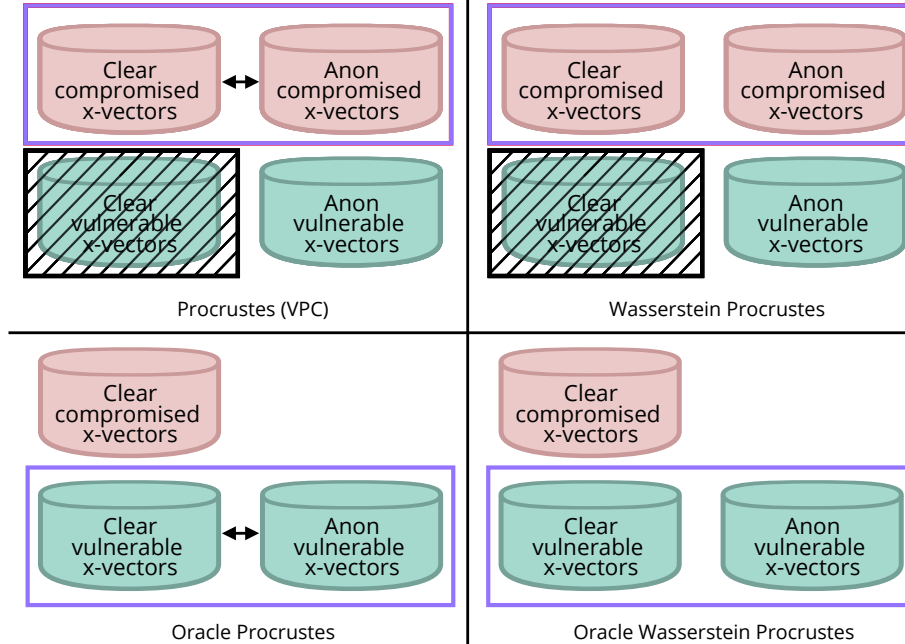 Clear
compromised
x-vectors
Anon
compromised
x-vectors
Clear
vulnerable
x-vectors
Anon
vulnerable
x-vectors
Procrustes (VPC)
Clear
compromised
x-vectors
Anon
compromised
x-vectors
Clear
vulnerable
x-vectors
Anon
vulnerable
x-vectors
Wasserstein Procrustes
Clear
compromised
x-vectors
Clear
vulnerable
x-vectors
Anon
vulnerable
x-vectors
Oracle Procrustes
Clear
compromised
x-vectors
Clear
vulnerable
x-vectors
Anon
vulnerable
x-vectors
Oracle Wasserstein Procrustes